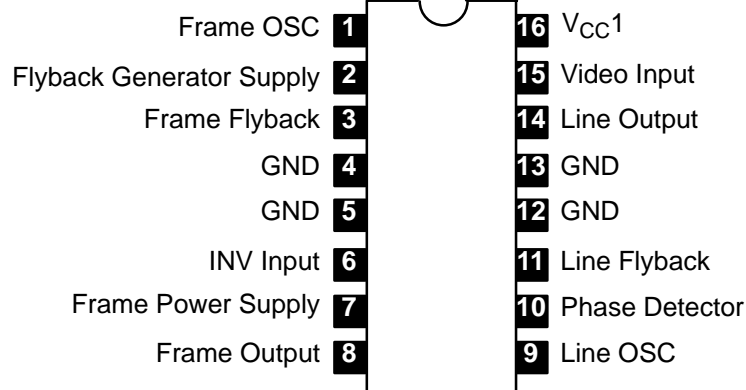 Frame OSC 1 16 VCC1
Flyback Generator Supply 2 15 Video Input
Frame Flyback 3 14 Line Output
GND 4 13 GND
GND 5 12 GND
INV Input 6 11 Line Flyback
Frame Power Supply 7 10 Phase Detector
Frame Output 8 9 Line OSC